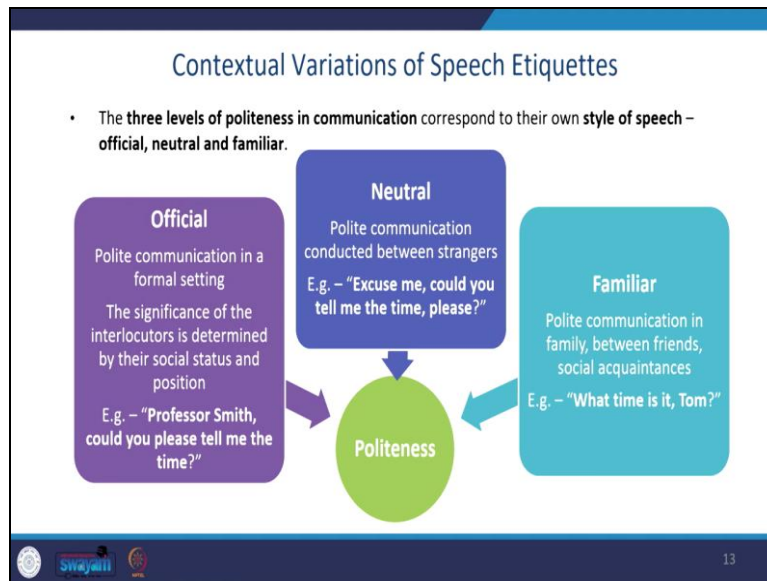 Contextual Variations of Speech Etiquettes
• The three levels of politeness in communication correspond to their own style of speech –
official, neutral and familiar.
Official
Polite communication in a
formal setting
The significance of the
interlocutors is determined
by their social status and
position
E.g. – “Professor Smith,
could you please tell me the
time?”
Neutral
Polite communication
conducted between strangers
E.g. – “Excuse me, could you
tell me the time, please?”
Familiar
Polite communication in
family, between friends,
social acquaintances
E.g. – “What time is it, Tom?”
Politeness
swayam
13